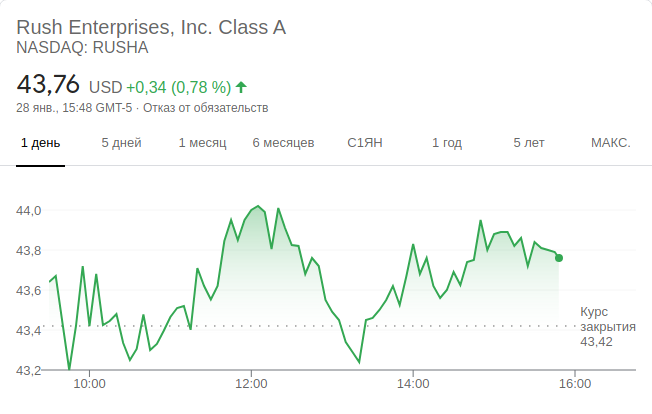 Rush Enterprises, Inc. Class A
NASDAQ: RUSHA
43,76 USD +0,34 (0,78 %)
28 янв., 15:48 GMT-5 · Отказ от обязательств
1 день 5 дней 1 месяц 6 месяцев С1ЯН 1 год 5 лет МАКС.
44,0
43,8
43,6
43,4
43,2
Курс
закрытия
43,42
10:00 12:00 14:00 16:00